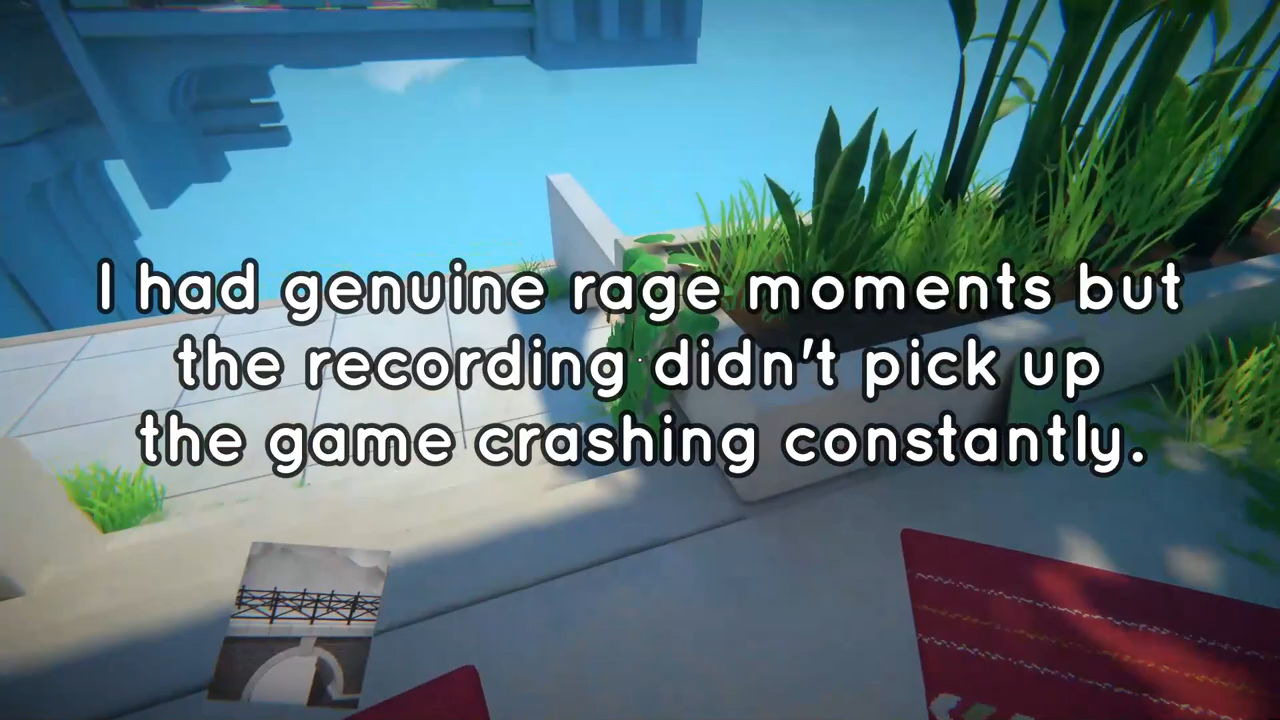 I had genuine rage moments but
the recording didn't pick up
the game crashing constantly.